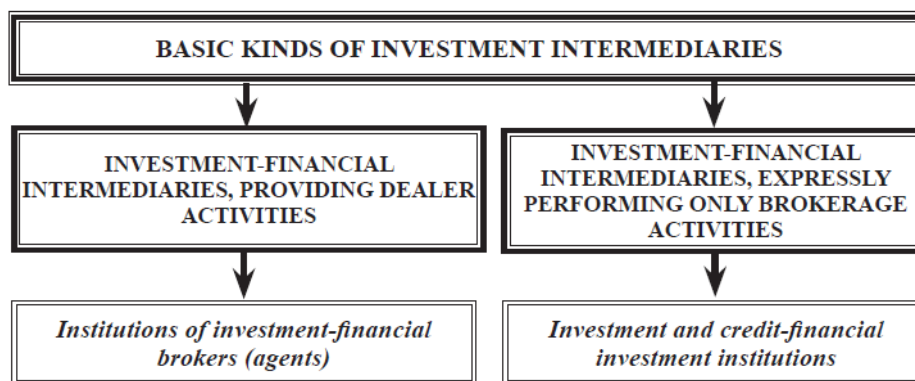 BASIC KINDS OF INVESTMENT INTERMEDIARIES
INVESTMENT-FINANCIAL
INTERMEDIARIES, PROVIDING DEALER
ACTIVITIES
INVESTMENT-FINANCIAL
INTERMEDIARIES, EXPRESSLY
PERFORMING ONLY BROKERAGE
ACTIVITIES
Institutions of investment-financial
brokers (agents)
Investment and credit-financial
investment institutions